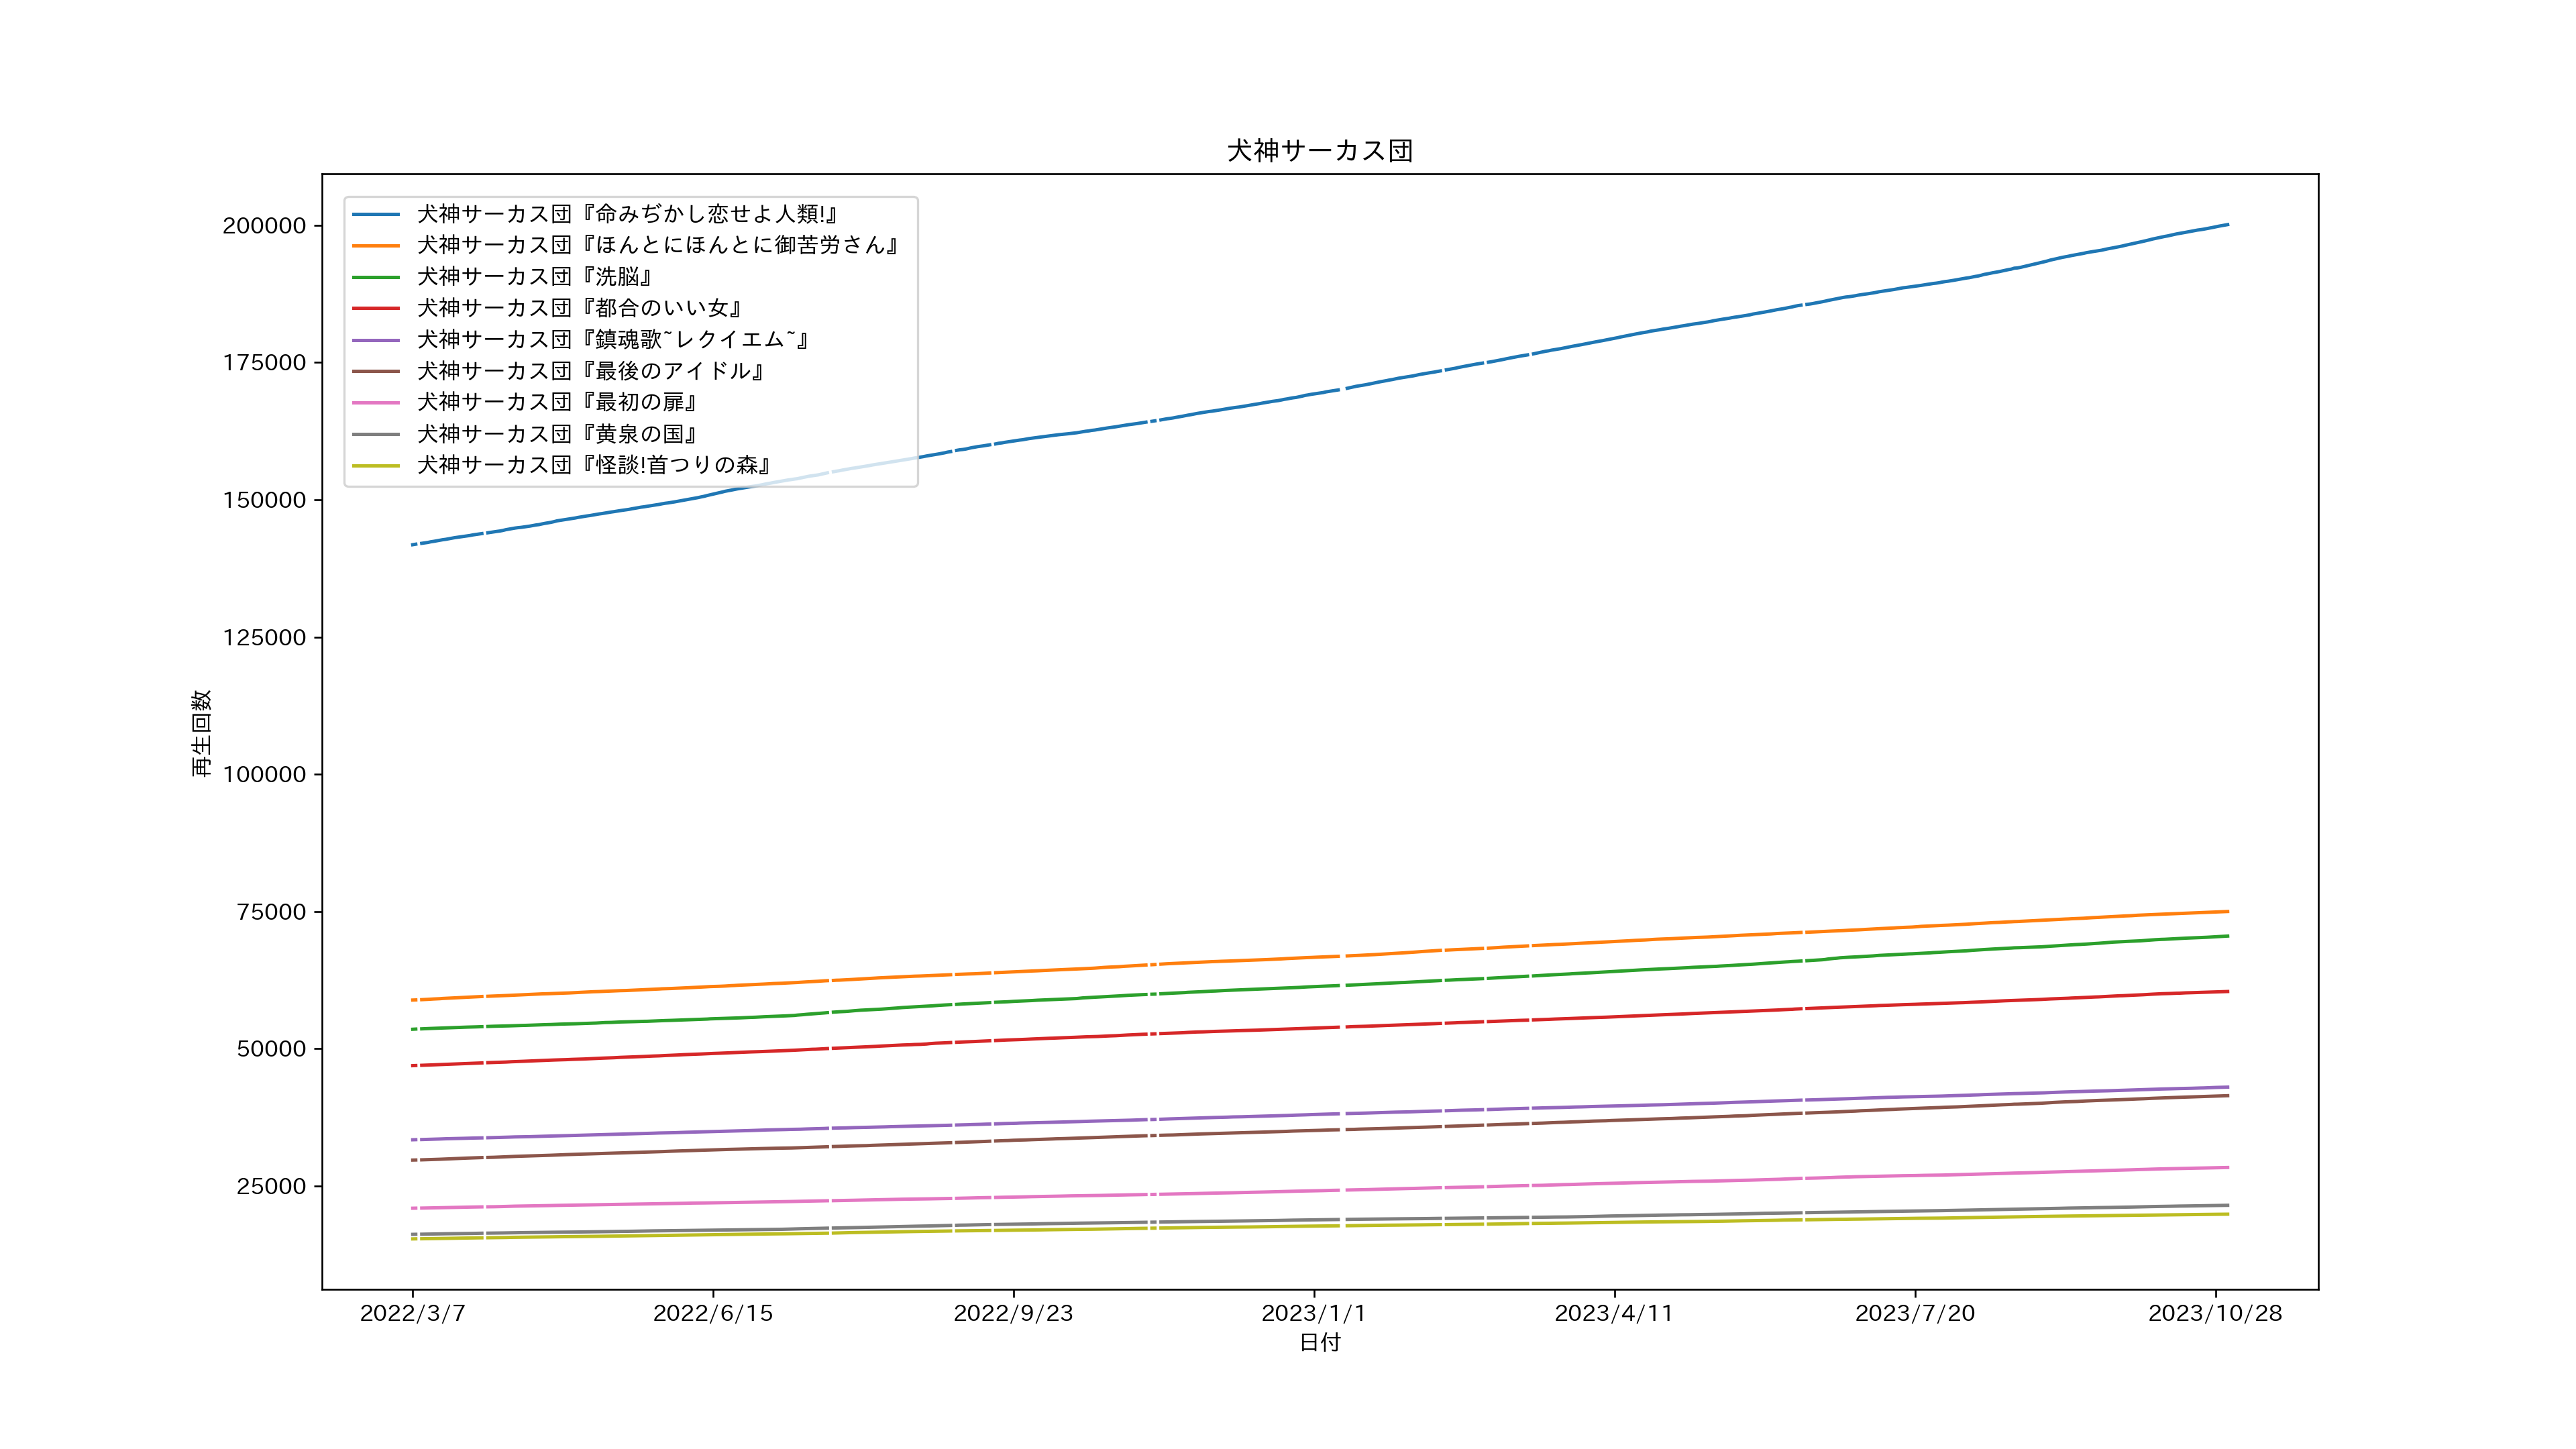 犬神サーカス団
犬神サーカス団『命みぢかし恋せよ人類!』
犬神サーカス団『ほんとにほんとに御苦労さん』
犬神サーカス団『洗脳』
犬神サーカス団『都合のいい女』
犬神サーカス団『鎮魂歌~レクイエム~』
犬神サーカス団『最後のアイドル』
犬神サーカス団『最初の扉』
犬神サーカス団『黄泉の国』
犬神サーカス団『怪談!首つりの森』
200000
175000
150000
125000
100000
75000
50000
25000
再生回数
2022/3/7 2022/6/15 2022/9/23 2023/1/1 2023/4/11 2023/7/20 2023/10/28
日付